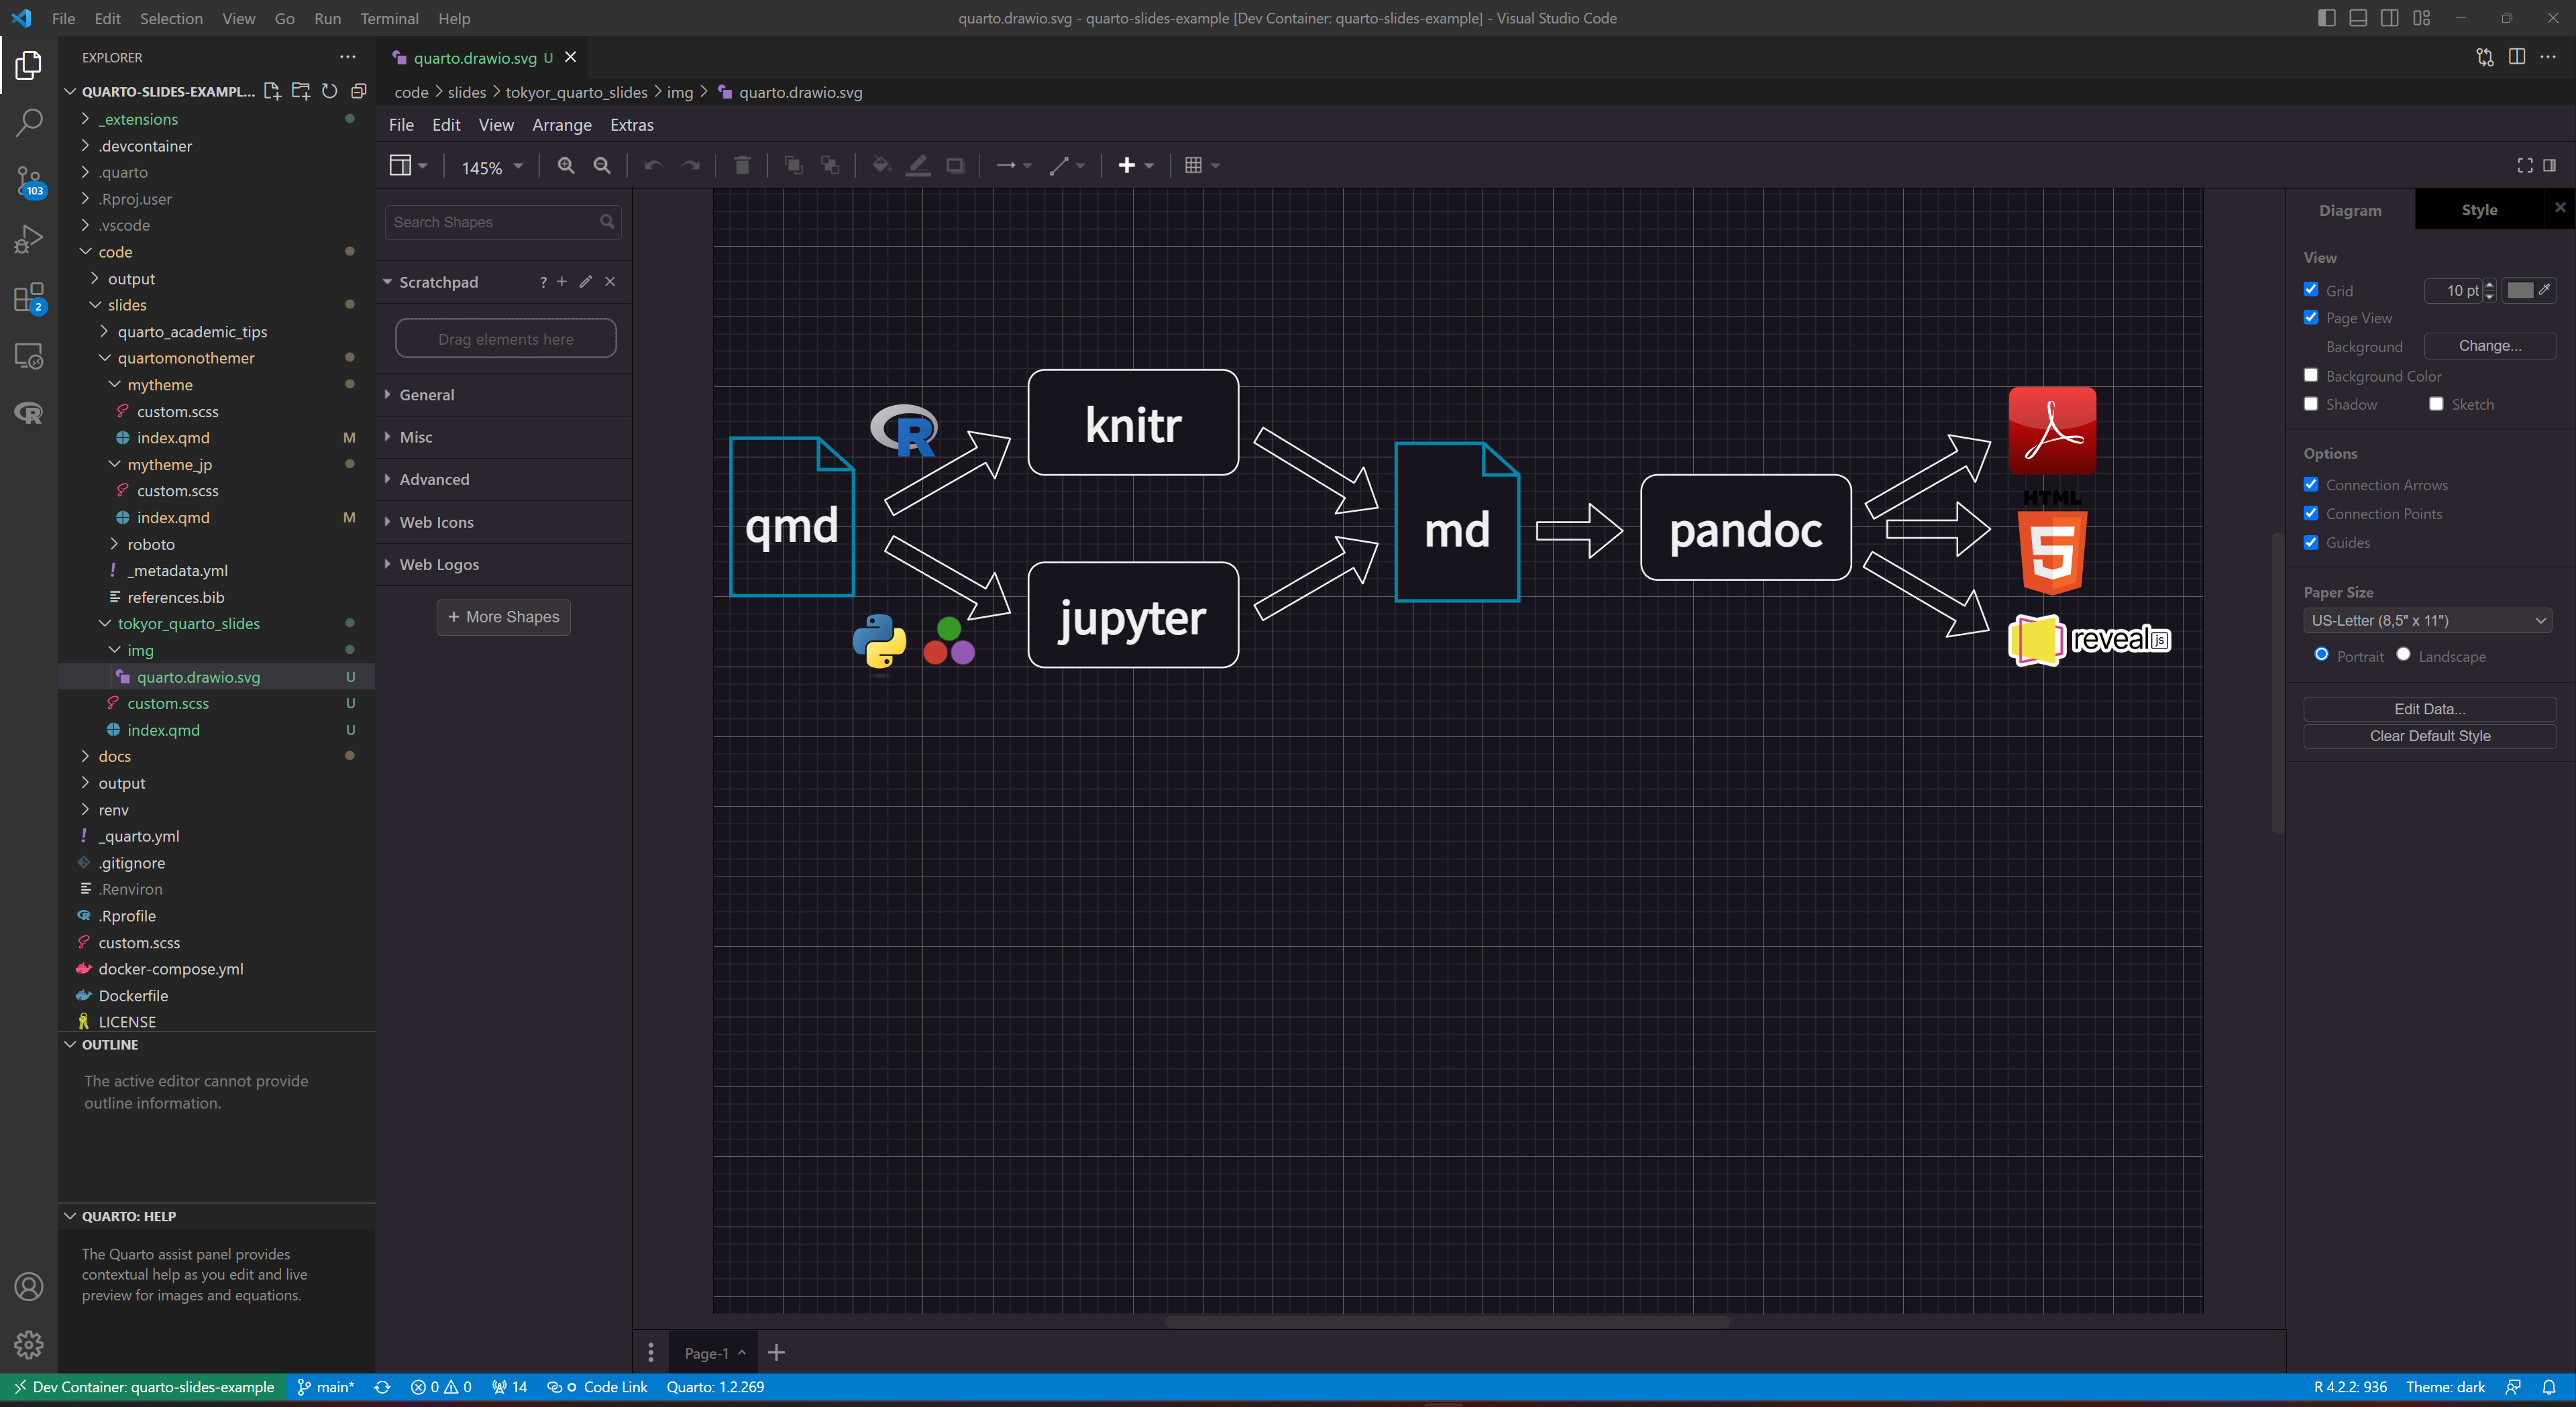 File Edit Selection View Go Run Terminal Help
quarto.drawio.svg - quarto-slides-example [Dev Container: quarto-slides-example] - Visual Studio Code
EXPLORER
QUARTO-SLIDES-EXAMPL...
_extensions
.devcontainer
.quarto
.Rproj.user
.vscode
code
output
slides
quarto_academic_tips
quartomonothemer
mytheme
custom.scss
index.qmd M
mytheme_jp
custom.scss
index.qmd M
roboto
_metadata.yml
references.bib
tokyor_quarto_slides
img
quarto.drawio.svg U
custom.scss U
index.qmd U
docs
output
renv
_quarto.yml
.gitignore
.Renviron
.Rprofile
custom.scss
docker-compose.yml
Dockerfile
LICENSE
OUTLINE
The active editor cannot provide
outline information.
QUARTO: HELP
The Quarto assist panel provides
contextual help as you edit and live
preview for images and equations.
103
2
quarto.drawio.svg U
code > slides > tokyor_quarto_slides > img > quarto.drawio.svg
File Edit View Arrange Extras
145%
Search Shapes
Scratchpad ?
Drag elements here
General
Misc
Advanced
Web Icons
Web Logos
+ More Shapes
qmd
R
knitr
jupyter
md
pandoc
HTML
5
reveal js
Page-1
Diagram Style
View
Grid 10 pt
Page View
Background Change...
Background Color
Shadow Sketch
Options
Connection Arrows
Connection Points
Guides
Paper Size
US-Letter (8,5" x 11")
Portrait Landscape
Edit Data...
Clear Default Style
Dev Container: quarto-slides-example main* 0 0 14 Code Link Quarto: 1.2.269 R 4.2.2: 936 Theme: dark